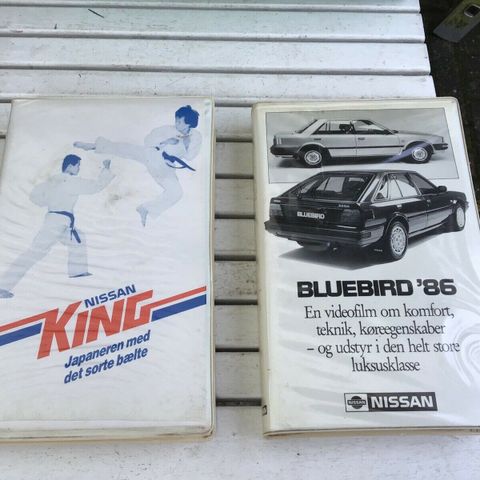 NISSAN
KING
Japaneren med
det sorte bælte
BLUEBIRD
BLUEBIRD '86
En videofilm om komfort,
teknik, køreegenskaber
– og udstyr i den helt store
luksusklasse
NISSAN NISSAN